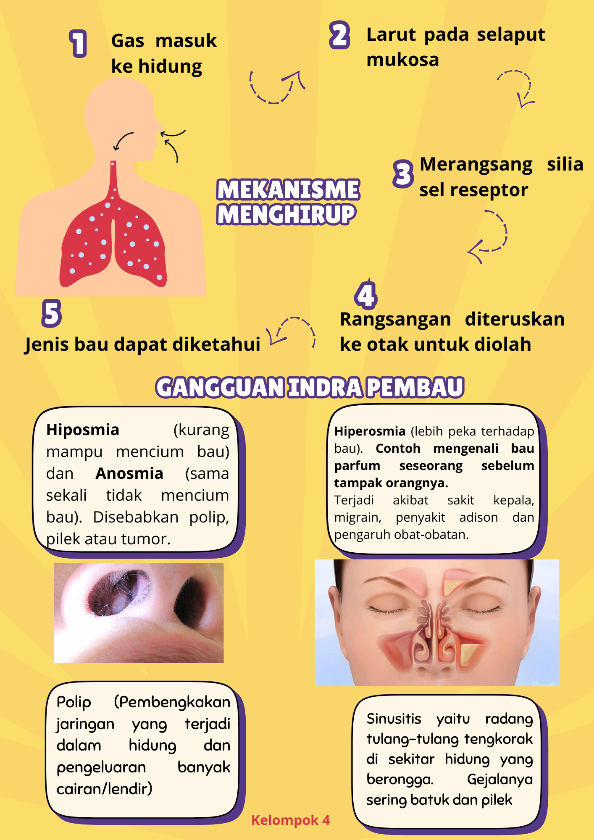 1
Gas masuk
ke hidung
2
Larut pada selaput
mukosa
MEKANISME
MENGHIRUP
3
Merangsang silia
sel reseptor
4
Rangsangan diteruskan
ke otak untuk diolah
5
Jenis bau dapat diketahui
GANGGUAN INDRA PEMBAU
Hiposmia (kurang
mampu mencium bau)
dan Anosmia (sama
sekali tidak mencium
bau). Disebabkan polip,
pilek atau tumor.
Hiperosmia (lebih peka terhadap
bau). Contoh mengenali bau
parfum seseorang sebelum
tampak orangnya.
Terjadi akibat sakit kepala,
migrain, penyakit adison dan
pengaruh obat-obatan.
Polip (Pembengkakan
jaringan yang terjadi
dalam hidung dan
pengeluaran banyak
cairan/lendir)
Sinusitis yaitu radang
tulang-tulang tengkorak
di sekitar hidung yang
berongga. Gejalanya
sering batuk dan pilek
Kelompok 4